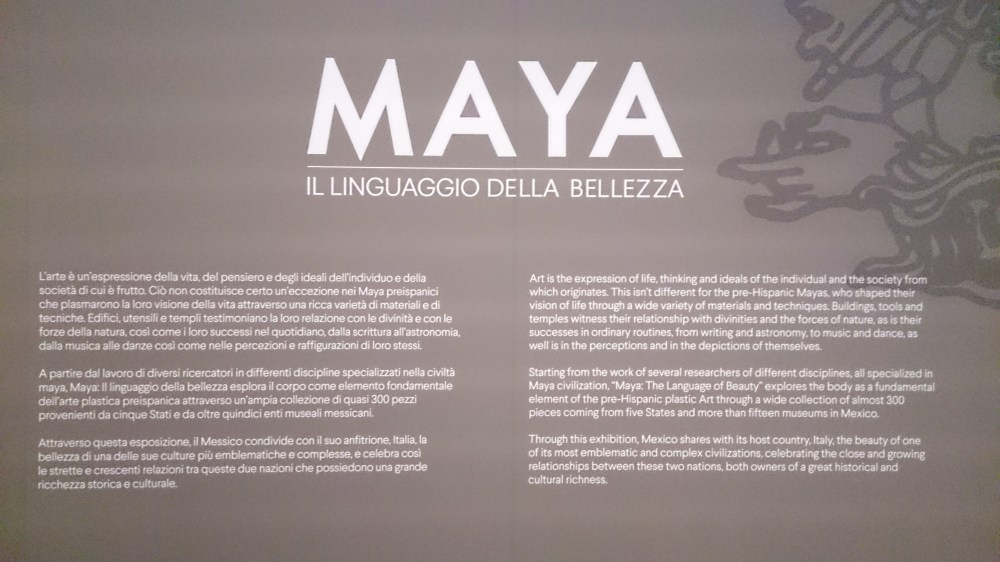 MAYA
IL LINGUAGGIO DELLA BELLEZZA
L'arte è un'espressione della vita, del pensiero e degli ideali dell'individuo e della
società di cui è frutto. Ciò non costituisce certo un'eccezione nei Maya preispanici
che plasmarono la loro visione della vita attraverso una ricca varietà di materiali e di
tecniche. Edifici, utensili e templi testimoniano la loro relazione con le divinità e con le
forze della natura, così come i loro successi nel quotidiano, dalla scrittura all'astronomia,
dalla musica alle danze così come nelle percezioni e raffigurazioni di loro stessi.
A partire dal lavoro di diversi ricercatori in differenti discipline specializzati nella civiltà
maya, Maya: Il linguaggio della bellezza esplora il corpo come elemento fondamentale
dell'arte plastica preispanica attraverso un'ampia collezione di quasi 300 pezzi
provenienti da cinque Stati e da oltre quindici enti museali messicani.
Attraverso questa esposizione, il Messico condivide con il suo anfitrione, Italia, la
bellezza di una delle sue culture più emblematiche e complesse, e celebra così
le strette e crescenti relazioni tra queste due nazioni che possiedono una grande
ricchezza storica e culturale.
Art is the expression of life, thinking and ideals of the individual and the society from
which originates. This isn't different for the pre-Hispanic Mayas, who shaped their
vision of life through a wide variety of materials and techniques. Buildings, tools and
temples witness their relationship with divinities and the forces of nature, as is their
successes in ordinary routines, from writing and astronomy, to music and dance, as
well is in the perceptions and in the depictions of themselves.
Starting from the work of several researchers of different disciplines, all specialized in
Maya civilization, "Maya: The Language of Beauty" explores the body as a fundamental
element of the pre-Hispanic plastic Art through a wide collection of almost 300
pieces coming from five States and more than fifteen museums in Mexico.
Through this exhibition, Mexico shares with its host country, Italy, the beauty of one
of its most emblematic and complex civilizations, celebrating the close and growing
relationships between these two nations, both owners of a great historical and
cultural richness.